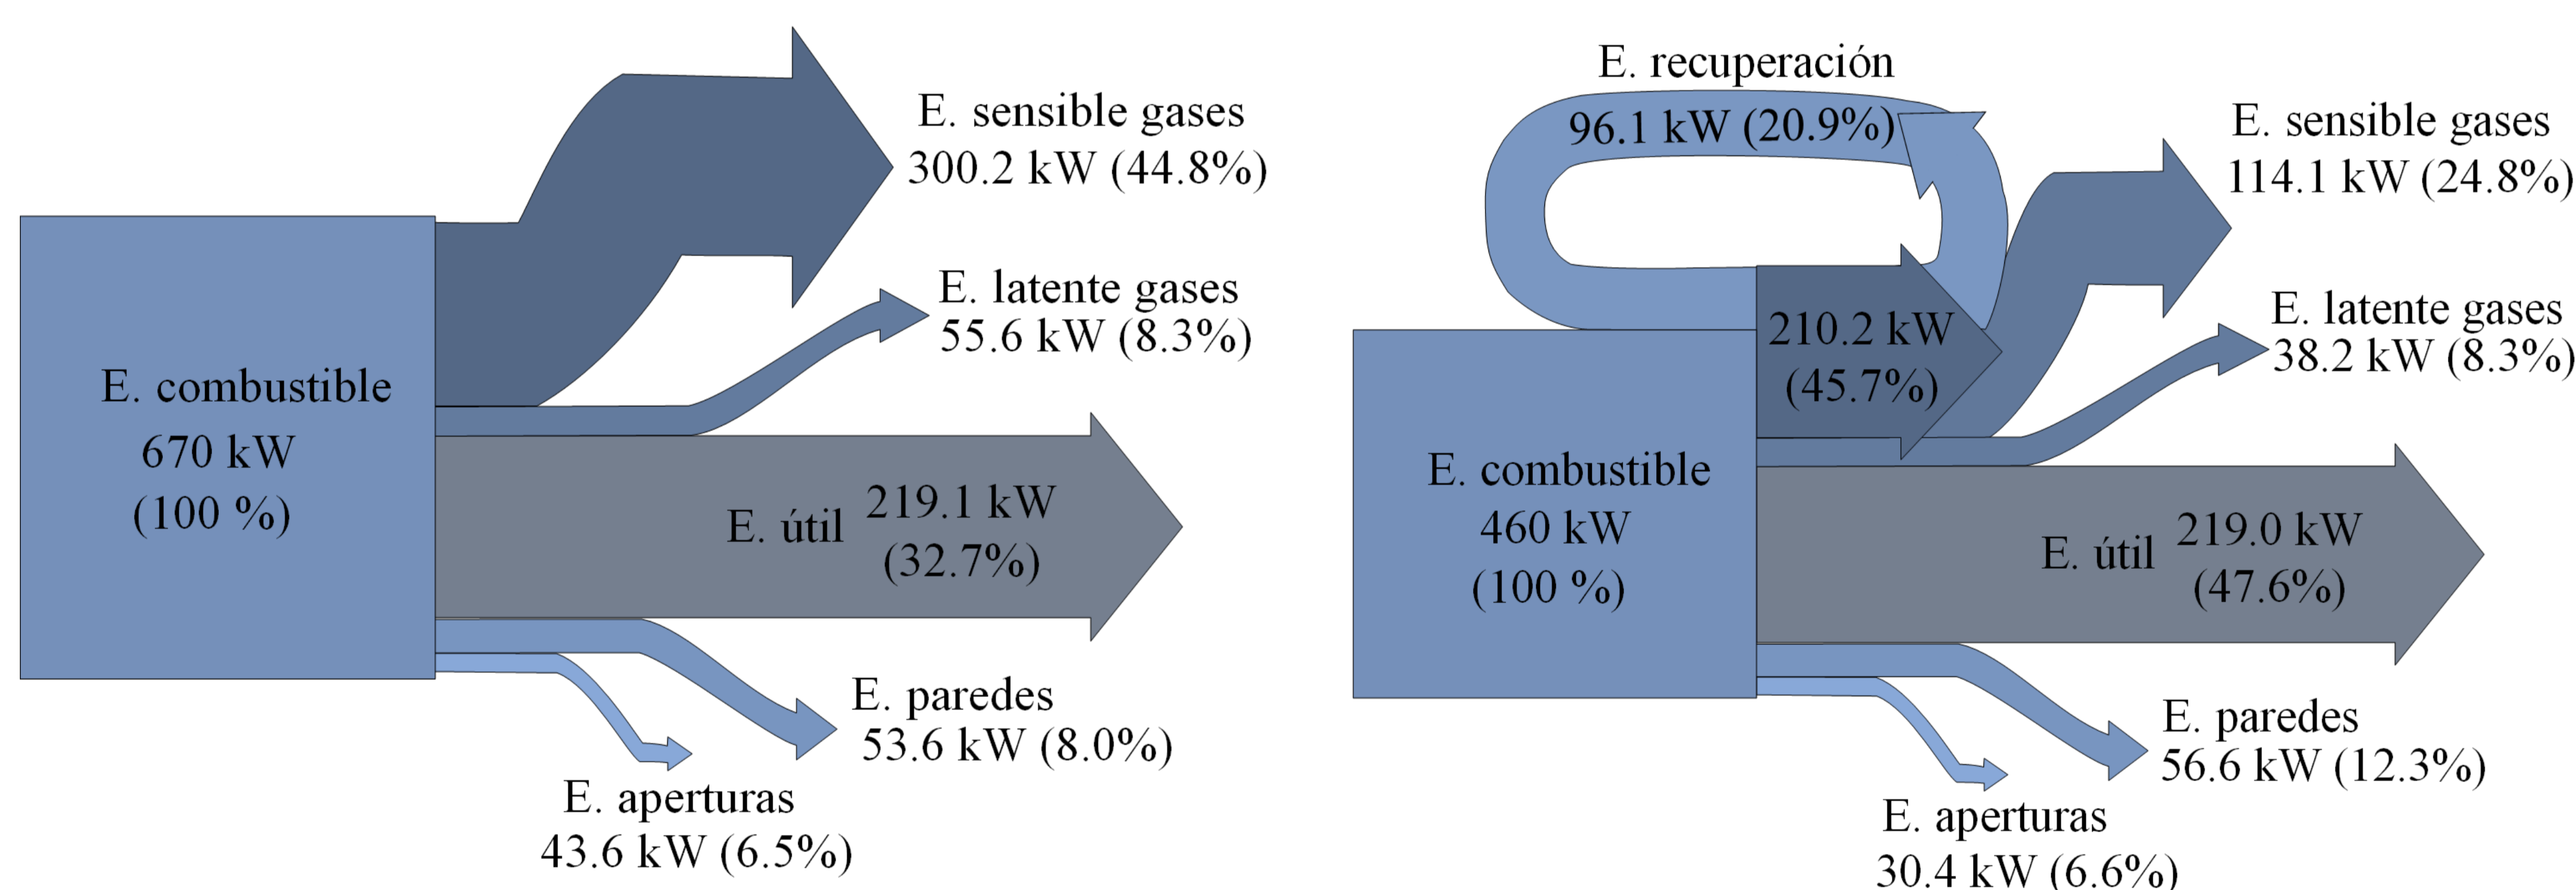 E. combustible
670 kW
(100 %)
E. sensible gases
300.2 kW (44.8%)
E. latente gases
55.6 kW (8.3%)
E. útil
219.1 kW
(32.7%)
E. paredes
53.6 kW (8.0%)
E. aperturas
43.6 kW (6.5%)
E. recuperación
96.1 kW (20.9%)
E. combustible
460 kW
(100 %)
210.2 kW
(45.7%)
E. sensible gases
114.1 kW (24.8%)
E. latente gases
38.2 kW (8.3%)
E. útil
219.0 kW
(47.6%)
E. paredes
56.6 kW (12.3%)
E. aperturas
30.4 kW (6.6%)